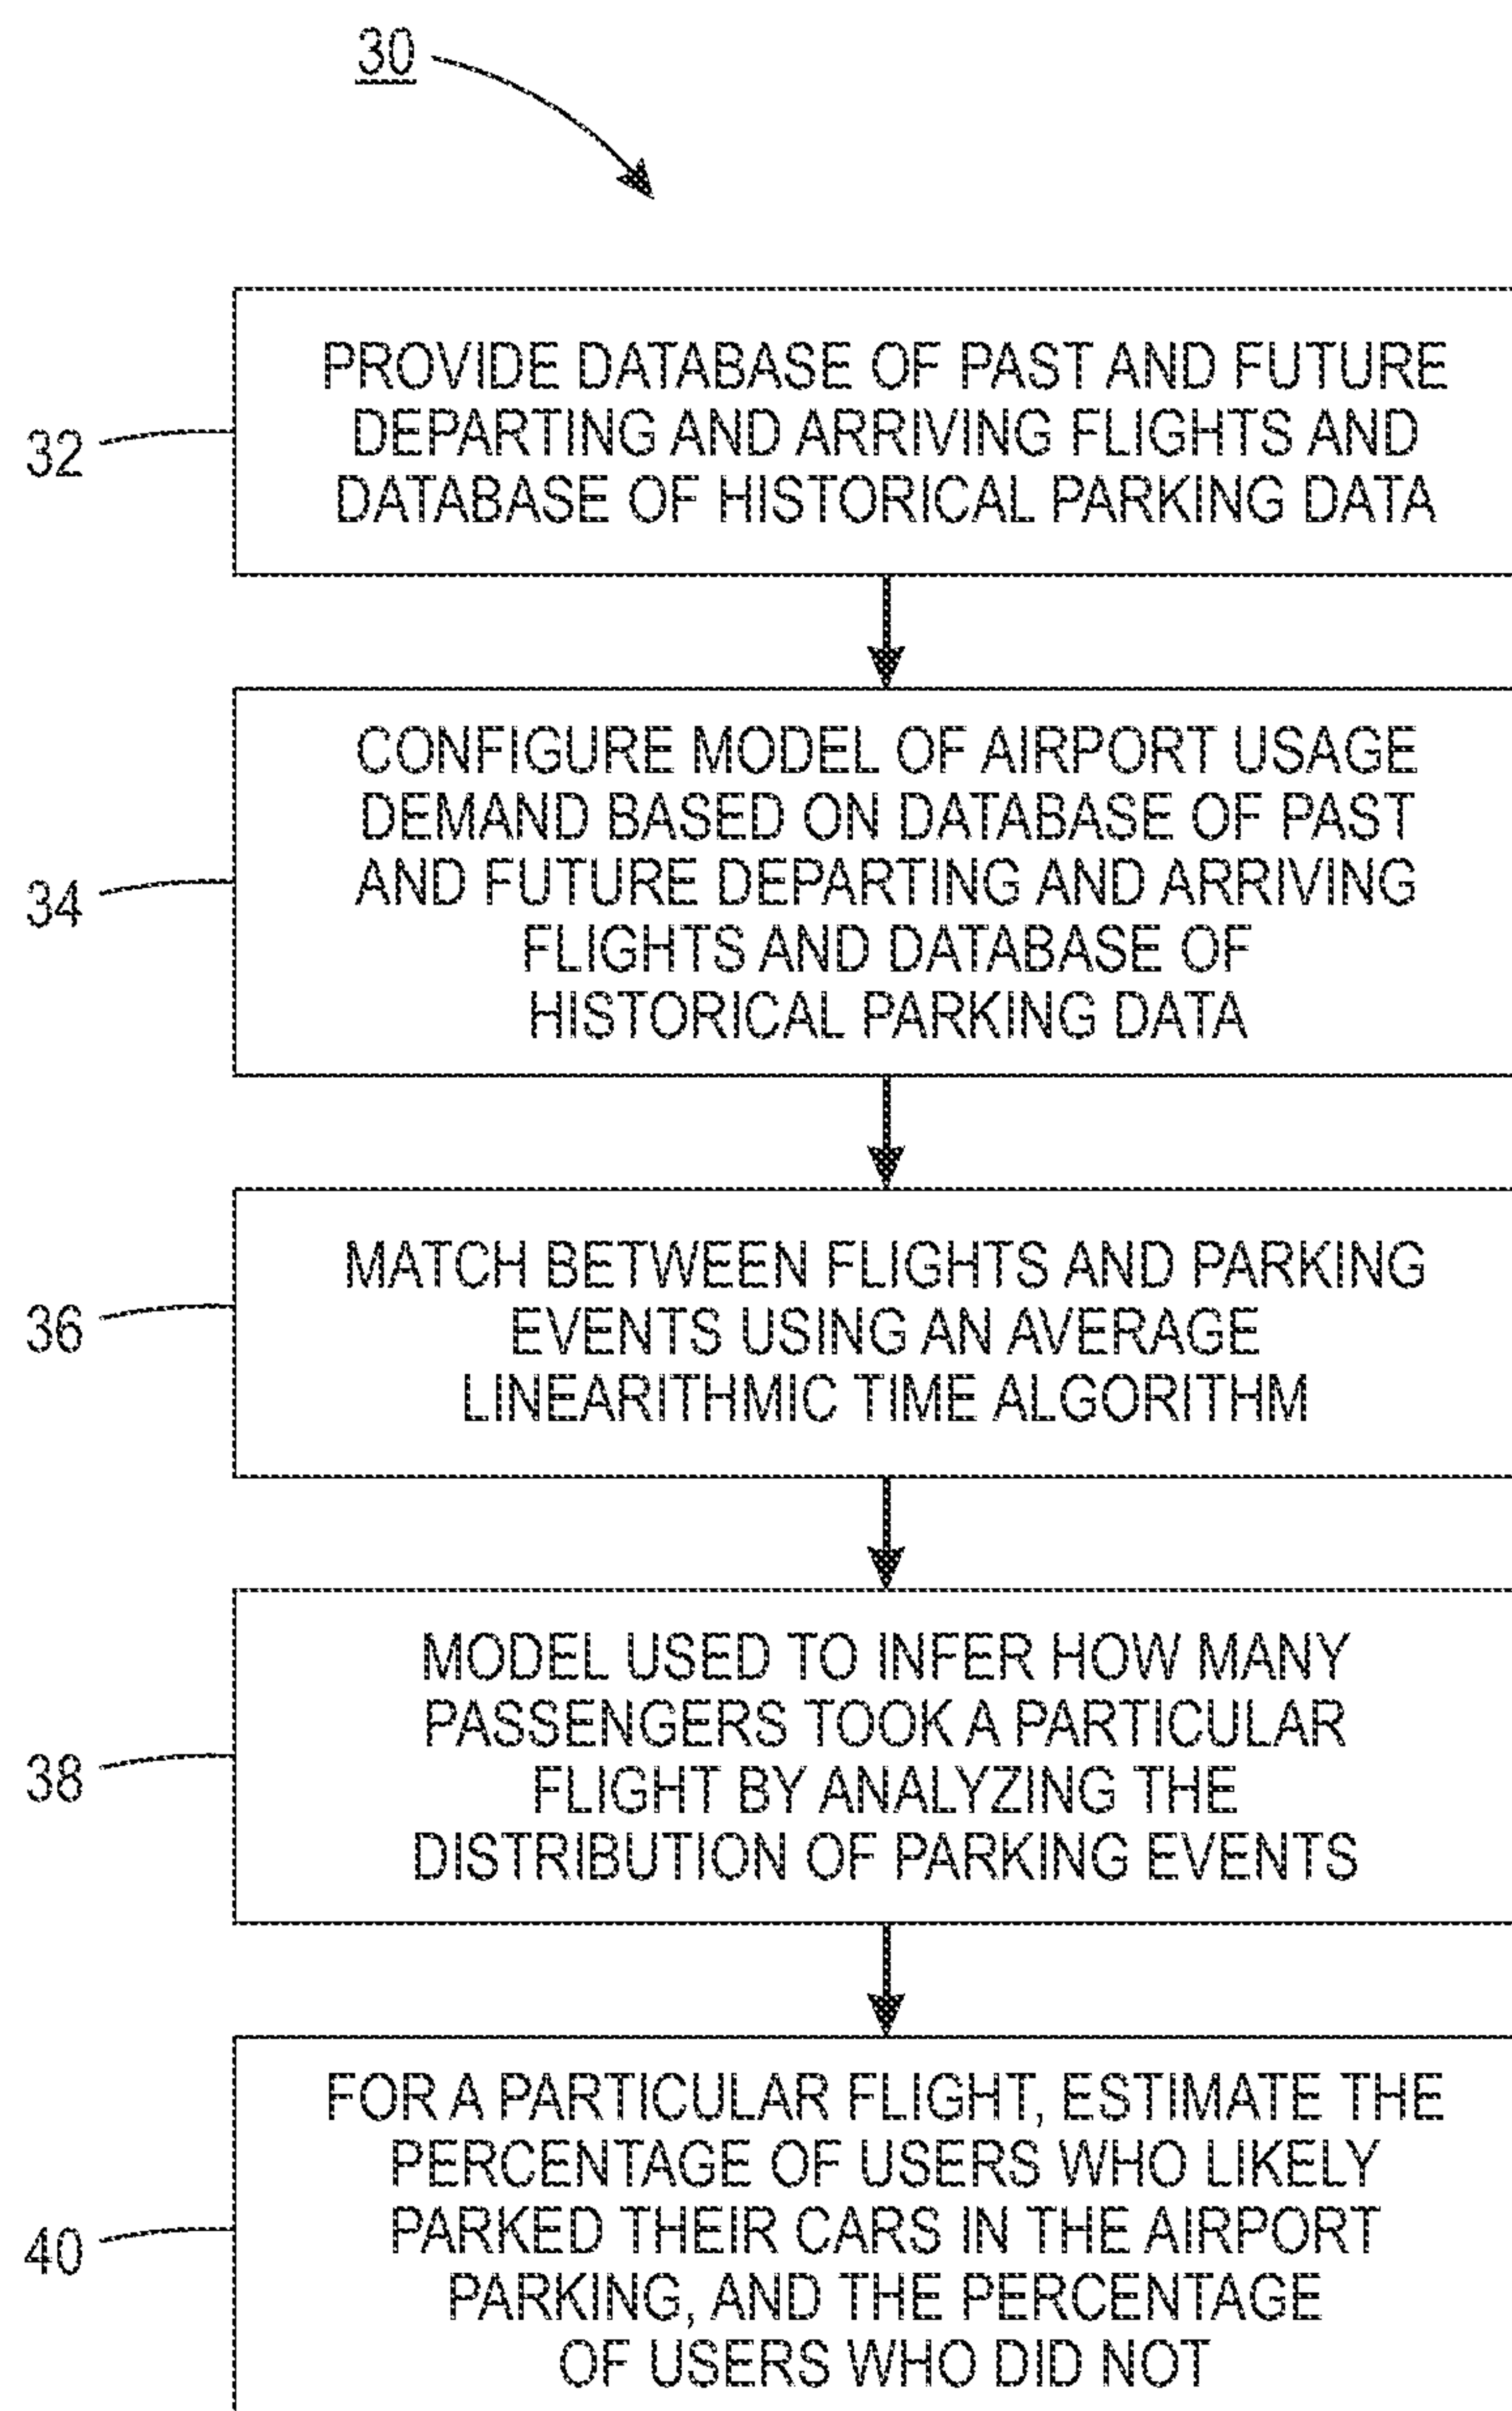 30
32
PROVIDE DATABASE OF PAST AND FUTURE
DEPARTING AND ARRIVING FLIGHTS AND
DATABASE OF HISTORICAL PARKING DATA
34
CONFIGURE MODEL OF AIRPORT USAGE
DEMAND BASED ON DATABASE OF PAST
AND FUTURE DEPARTING AND ARRIVING
FLIGHTS AND DATABASE OF
HISTORICAL PARKING DATA
36
MATCH BETWEEN FLIGHTS AND PARKING
EVENTS USING AN AVERAGE
LINEARITHMIC TIME ALGORITHM
38
MODEL USED TO INFER HOW MANY
PASSENGERS TOOK A PARTICULAR
FLIGHT BY ANALYZING THE
DISTRIBUTION OF PARKING EVENTS
40
FOR A PARTICULAR FLIGHT, ESTIMATE THE
PERCENTAGE OF USERS WHO LIKELY
PARKED THEIR CARS IN THE AIRPORT
PARKING, AND THE PERCENTAGE
OF USERS WHO DID NOT